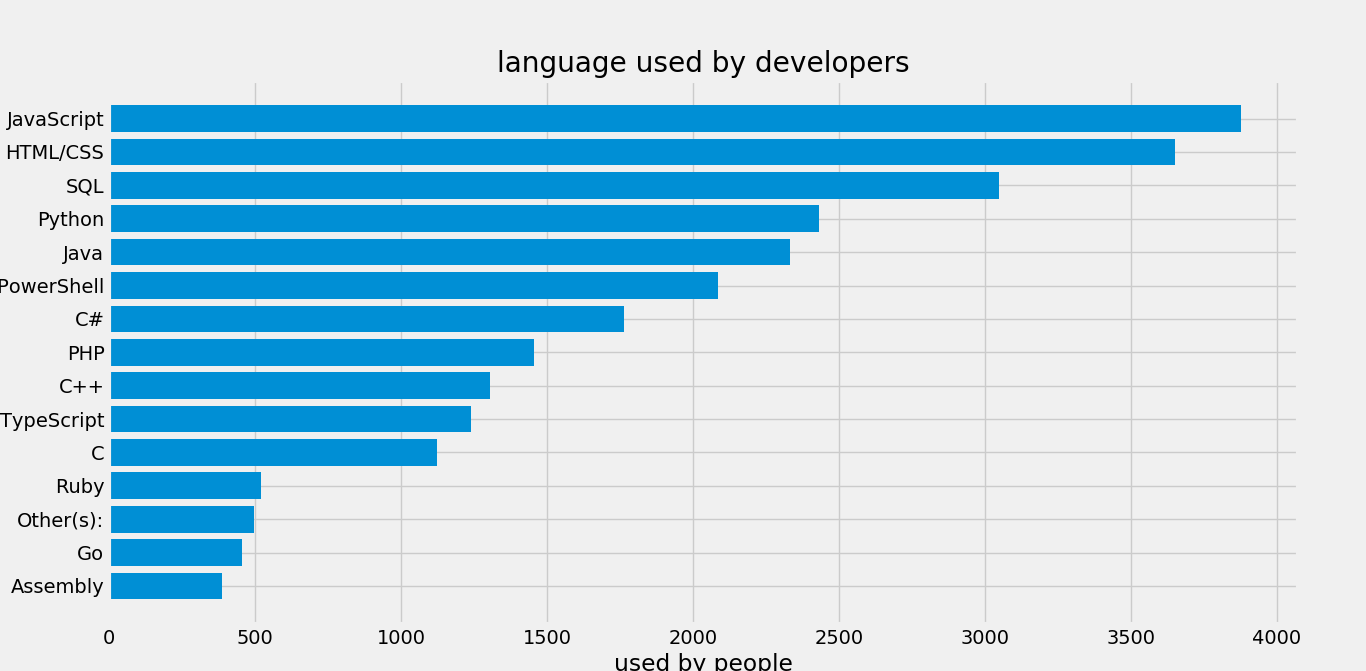 language used by developers
JavaScript
HTML/CSS
SQL
Python
Java
PowerShell
C#
PHP
C++
TypeScript
C
Ruby
Other(s):
Go
Assembly
0 500 1000 1500 2000 2500 3000 3500 4000
used by people